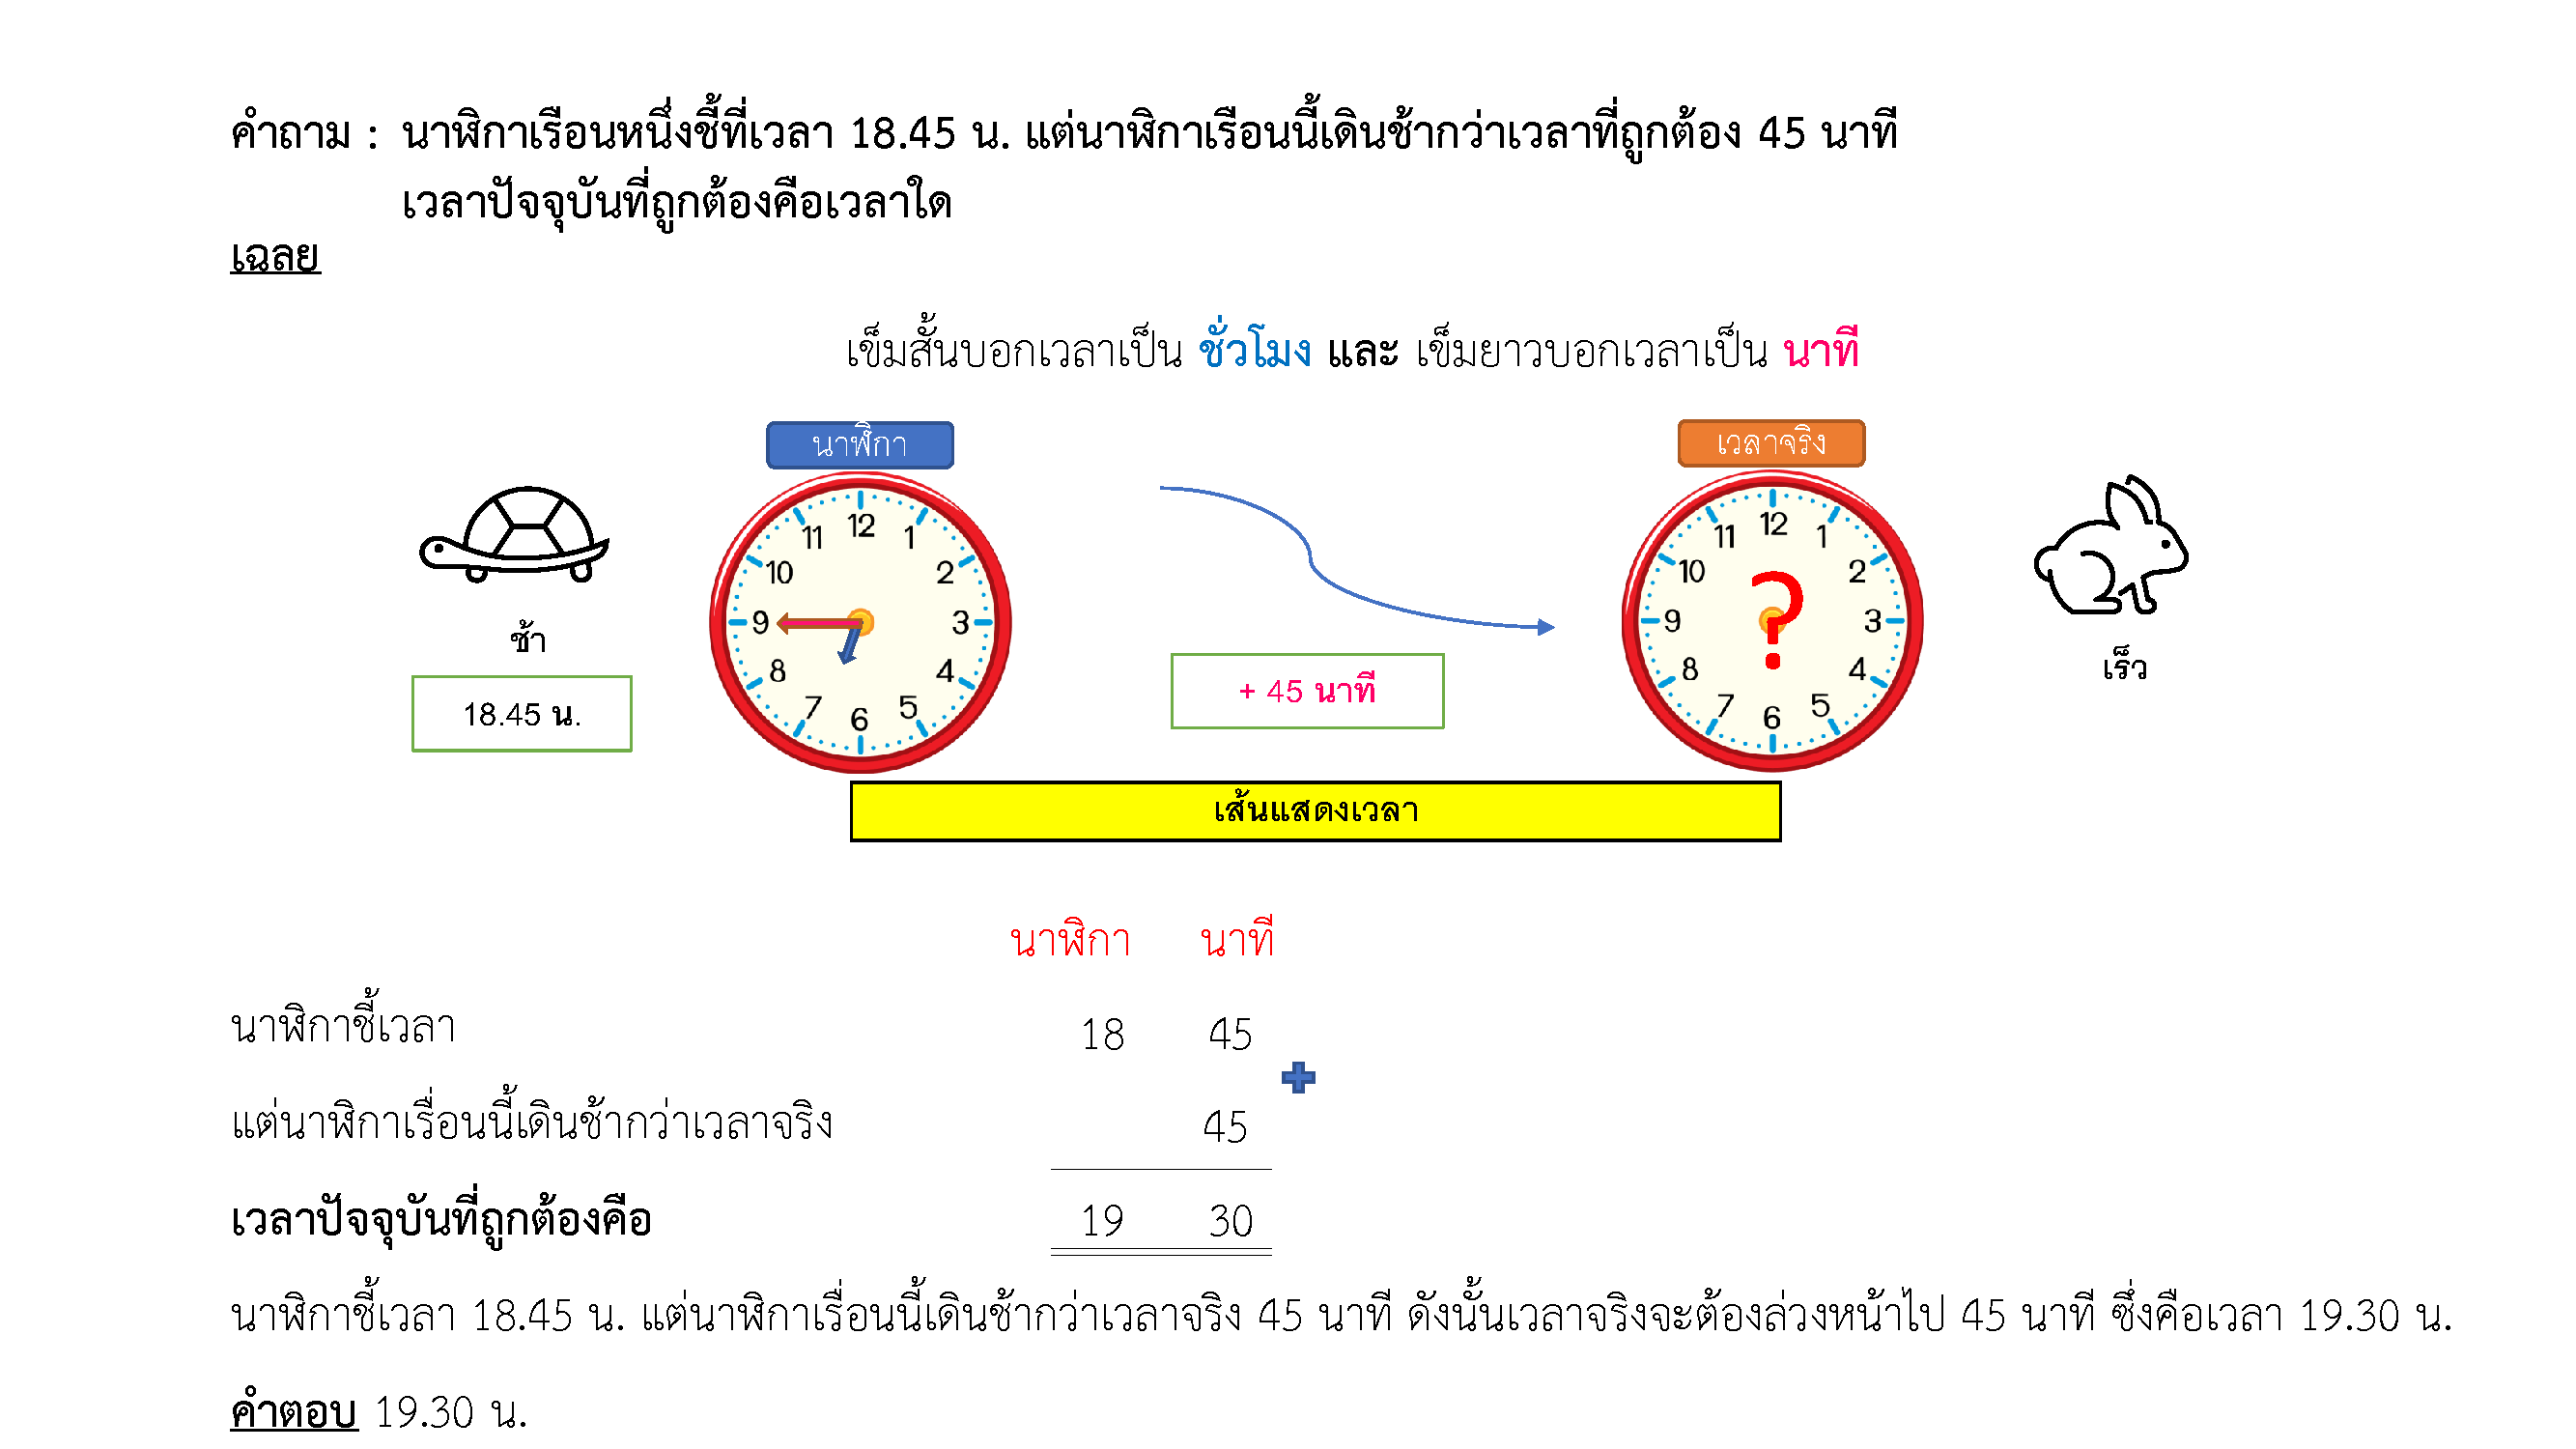 คำถาม : นาฬิกาเรือนหนึ่งชี้ที่เวลา 18.45 น. แต่นาฬิกาเรือนนี้เดินช้ากว่าเวลาที่ถูกต้อง 45 นาที
เวลาปัจจุบันที่ถูกต้องคือเวลาใด
เฉลย
เข็มสั้นบอกเวลาเป็น ชั่วโมง และ เข็มยาวบอกเวลาเป็น นาที
นาฬิกา
เวลาจริง
12
1
2
3
4
5
6
7
8
9
10
11
12
1
2
3
4
5
6
7
8
9
10
11
?
ช้า
18.45 น.
+ 45 นาที
เร็ว
เส้นแสดงเวลา
นาฬิกา นาที
นาฬิกาชี้เวลา 18 45
แต่นาฬิกาเรื่อนนี้เดินช้ากว่าเวลาจริง 45
เวลาปัจจุบันที่ถูกต้องคือ 19 30
นาฬิกาชี้เวลา 18.45 น. แต่นาฬิกาเรื่อนนี้เดินช้ากว่าเวลาจริง 45 นาที ดังนั้นเวลาจริงจะต้องล่วงหน้าไป 45 นาที ซึ่งคือเวลา 19.30 น.
คำตอบ 19.30 น.